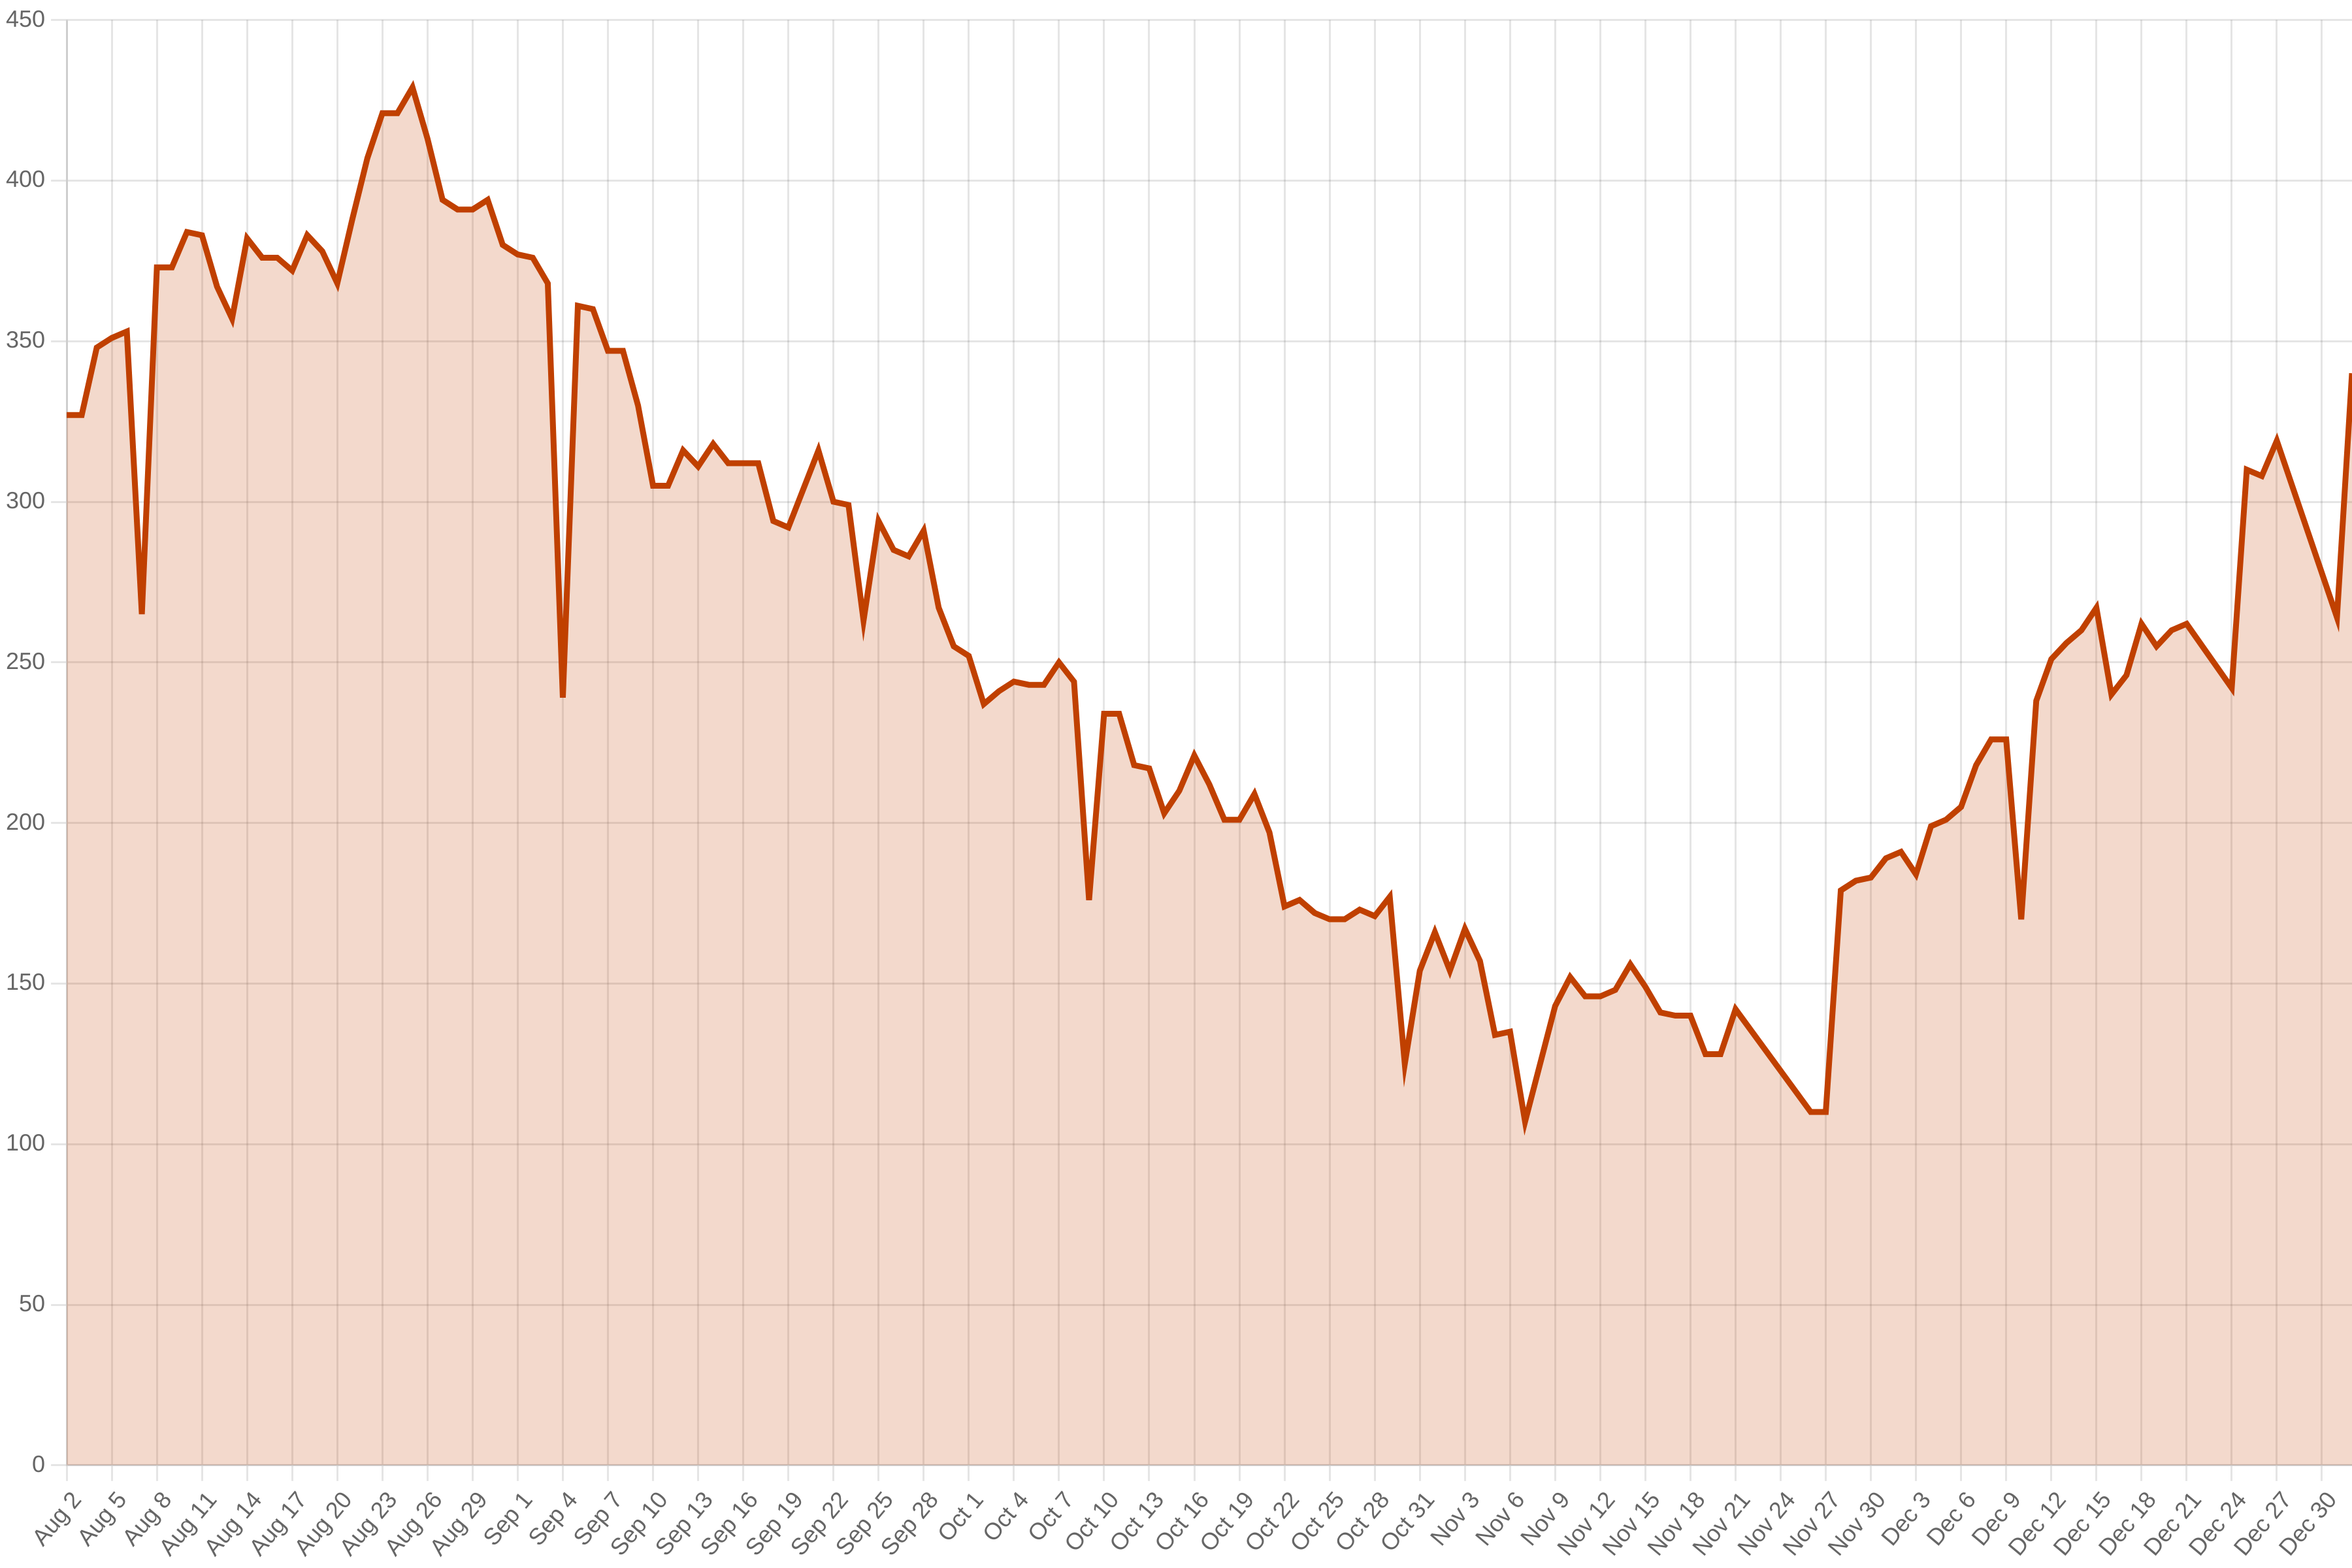 450
400
350
300
250
200
150
100
50
0
Aug 2
Aug 5
Aug 8
Aug 11
Aug 14
Aug 17
Aug 20
Aug 23
Aug 26
Aug 29
Sep 1
Sep 4
Sep 7
Sep 10
Sep 13
Sep 16
Sep 19
Sep 22
Sep 25
Sep 28
Oct 1
Oct 4
Oct 7
Oct 10
Oct 13
Oct 16
Oct 19
Oct 22
Oct 25
Oct 28
Oct 31
Nov 3
Nov 6
Nov 9
Nov 12
Nov 15
Nov 18
Nov 21
Nov 24
Nov 27
Nov 30
Dec 3
Dec 6
Dec 9
Dec 12
Dec 15
Dec 18
Dec 21
Dec 24
Dec 27
Dec 30